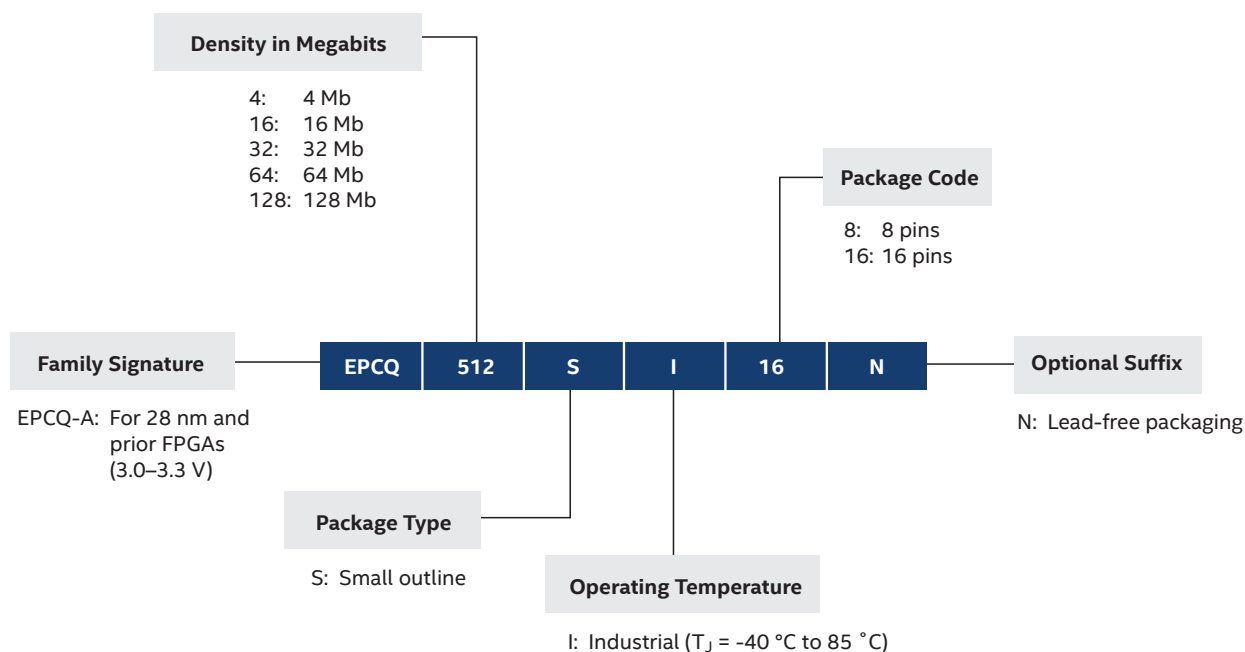 Density in Megabits
4: 4 Mb
16: 16 Mb
32: 32 Mb
64: 64 Mb
128: 128 Mb
Package Code
8: 8 pins
16: 16 pins
Family Signature
EPCQ 512 S I 16 N
Optional Suffix
EPCQ-A: For 28 nm and
prior FPGAs
(3.0–3.3 V)
N: Lead-free packaging
Package Type
S: Small outline
Operating Temperature
I: Industrial (TJ = -40 °C to 85 ˚C)